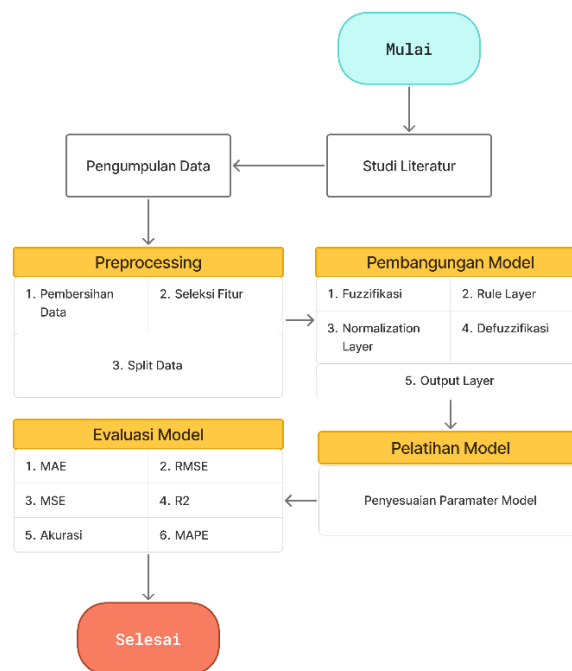 Mulai
Studi Literatur
Pengumpulan Data
Preprocessing
1. Pembersihan
Data
2. Seleksi Fitur
3. Split Data
Pembangungan Model
1. Fuzzifikasi
2. Rule Layer
3. Normalization
Layer
4. Defuzzifikasi
5. Output Layer
Pelatihan Model
Penyesuaian Paramater Model
Evaluasi Model
1. MAE
2. RMSE
3. MSE
4. R2
5. Akurasi
6. MAPE
Selesai